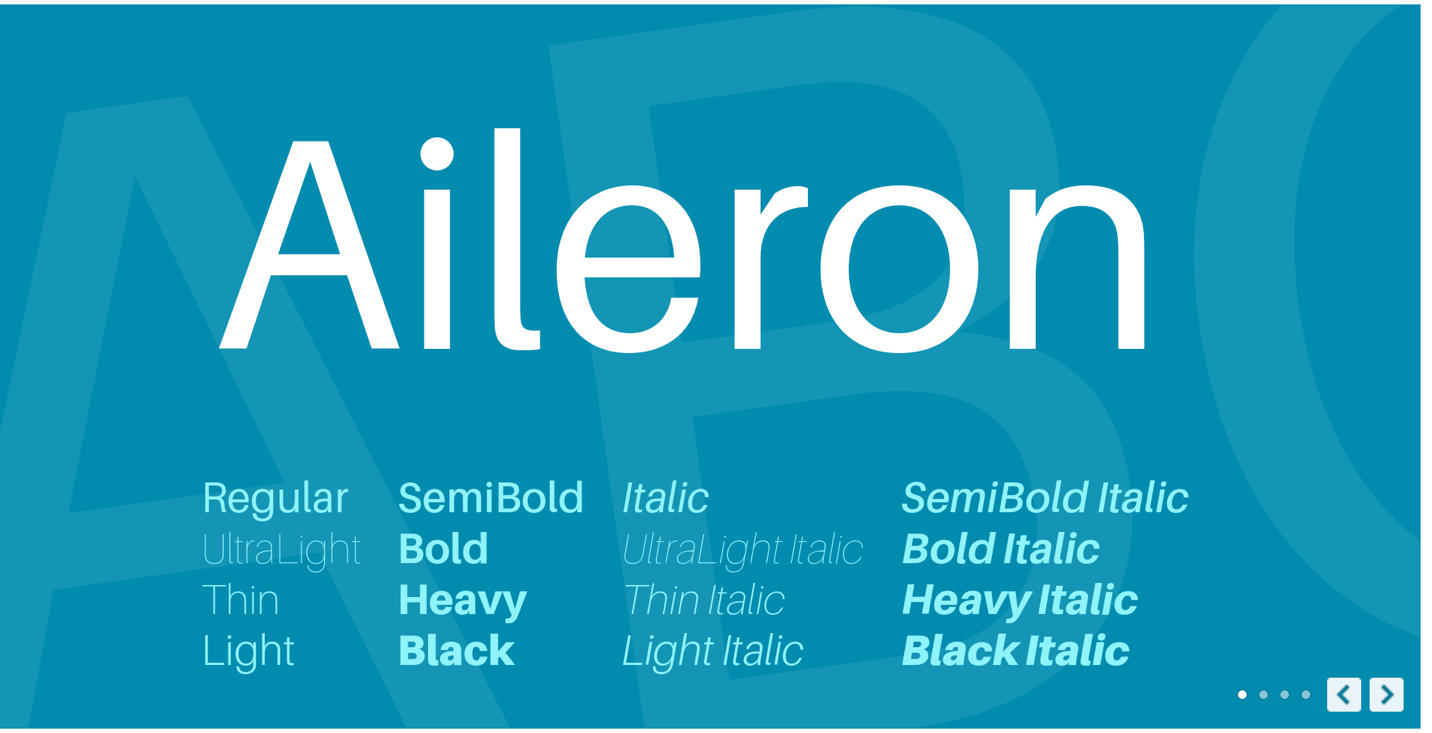 Aileron
Regular SemiBold Italic SemiBold Italic
UltraLight Bold UltraLight Italic Bold Italic
Thin Heavy Thin Italic Heavy Italic
Light Black Light Italic Black Italic
ABC